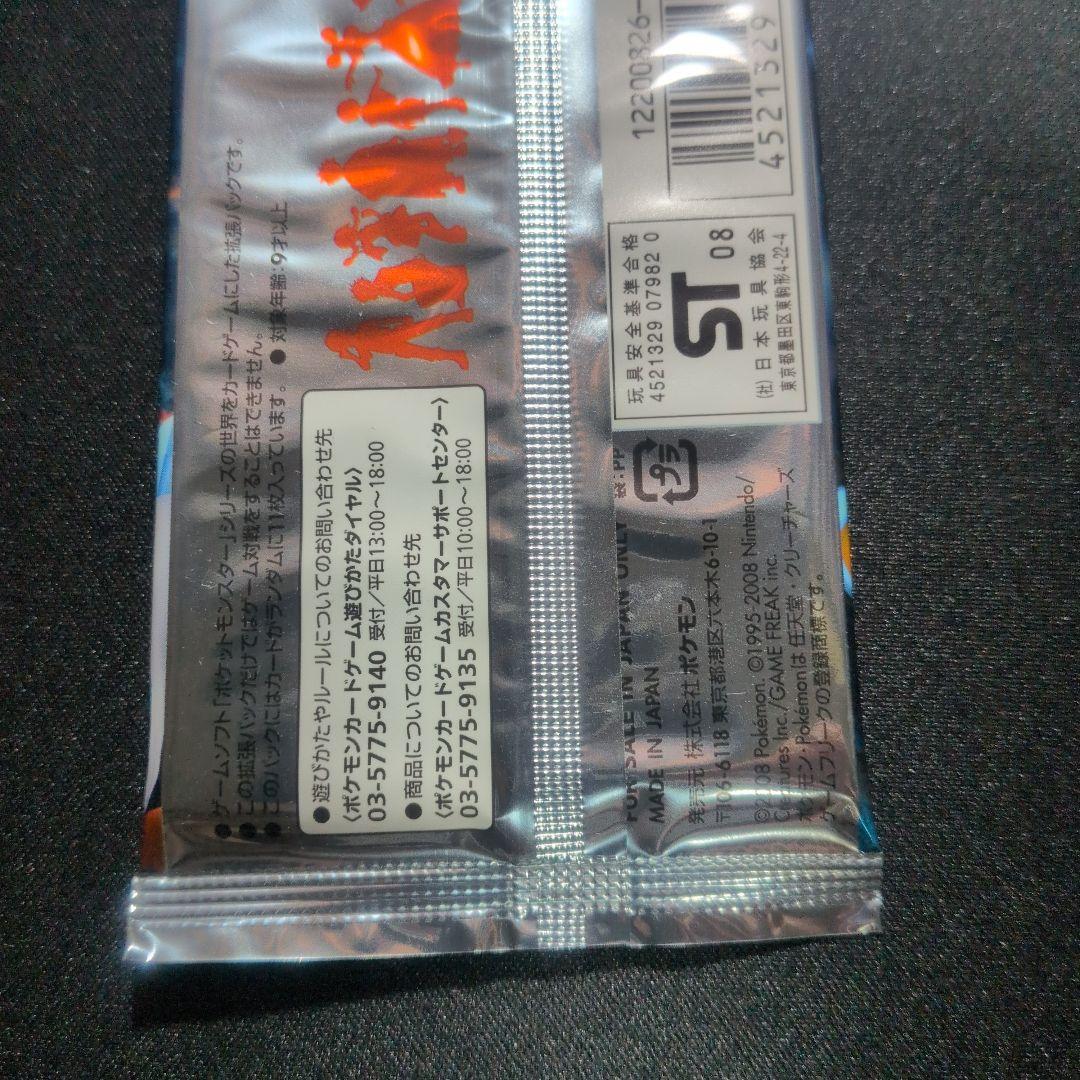 ●ゲームソフト「ポケットモンスター」シリーズの世界をカードゲームにした拡張パックです。
●この拡張パックだけではゲーム対戦をすることはできません。
●このパックにはカードがランダムに11枚入っています。 ●対象年齢:9才以上
●遊びかたやルールについてのお問い合わせ先
〈ポケモンカードゲーム遊びかたダイヤル〉
03-5775-9140 受付/平日13:00〜18:00
●商品についてのお問い合わせ先
〈ポケモンカードゲームカスタマーサポートセンター〉
03-5775-9135 受付/平日10:00〜18:00
12200826-
4521329
玩具安全基準合格
4521329 07982 0
ST 08
(社)日本玩具協会
東京都墨田区東駒形4-22-4
プラ
袋:PP
FOR SALE IN JAPAN ONLY
MADE IN JAPAN
発売元 株式会社ポケモン
〒106-6118 東京都港区六本木6-10-1
©2008 Pokémon. ©1995-2008 Nintendo/
Creatures Inc./GAME FREAK inc.
ポケモン・Pokémonは任天堂・クリーチャーズ・
ゲームフリークの登録商標です。